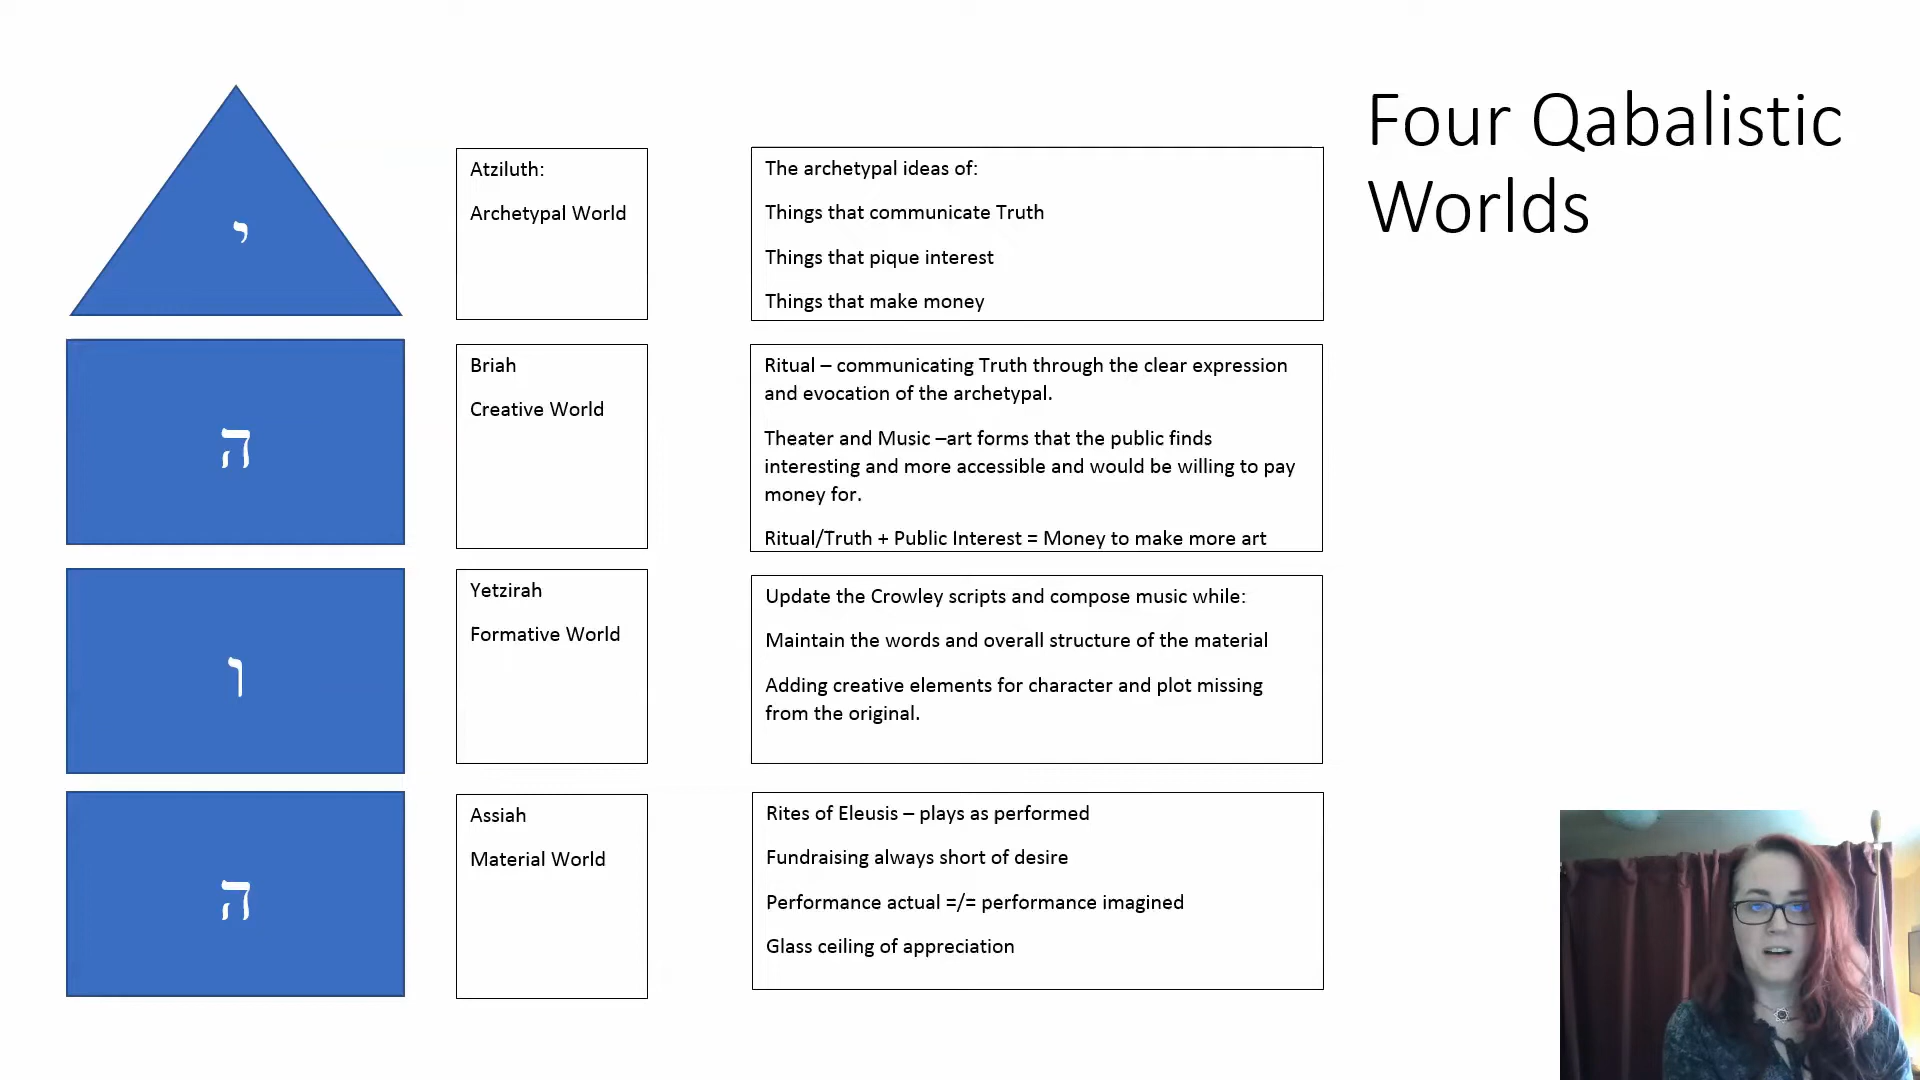 Four Qabalistic
Worlds
י
Atziluth:
Archetypal World
The archetypal ideas of:
Things that communicate Truth
Things that pique interest
Things that make money
ה
Briah
Creative World
Ritual – communicating Truth through the clear expression
and evocation of the archetypal.
Theater and Music –art forms that the public finds
interesting and more accessible and would be willing to pay
money for.
Ritual/Truth + Public Interest = Money to make more art
ו
Yetzirah
Formative World
Update the Crowley scripts and compose music while:
Maintain the words and overall structure of the material
Adding creative elements for character and plot missing
from the original.
ה
Assiah
Material World
Rites of Eleusis – plays as performed
Fundraising always short of desire
Performance actual =/= performance imagined
Glass ceiling of appreciation